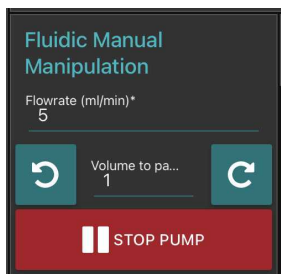 Fluidic Manual
Manipulation
Flowrate (ml/min)*
5
Volume to pa...
1
STOP PUMP